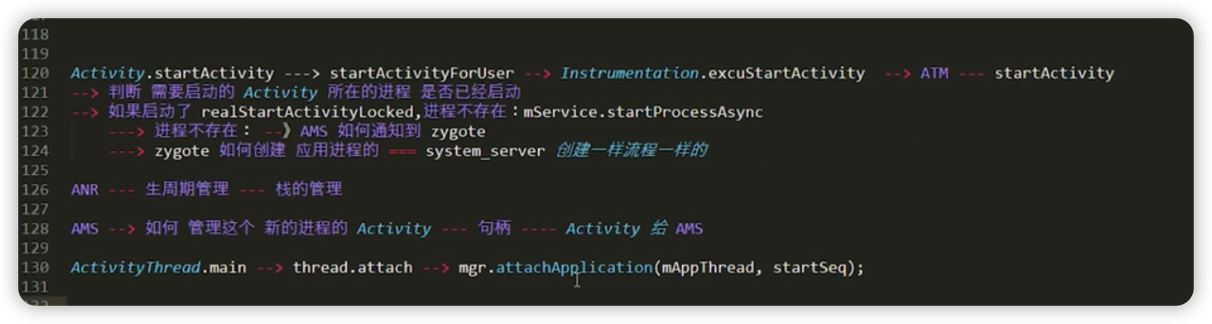 118
119
120 Activity.startActivity ---> startActivityForUser --> Instrumentation.excuStartActivity --> ATM --- startActivity
121 --> 判断 需要启动的 Activity 所在的进程 是否已经启动
122 --> 如果启动了 realStartActivityLocked,进程不存在：mService.startProcessAsync
123 ---> 进程不存在： --》AMS 如何通知到 zygote
124 ---> zygote 如何创建 应用进程的 === system_server 创建一样流程一样的
125
126 ANR --- 生周期管理 --- 栈的管理
127
128 AMS --> 如何 管理这个 新的进程的 Activity --- 句柄 ---- Activity 给 AMS
129
130 ActivityThread.main --> thread.attach --> mgr.attachApplication(mAppThread, startSeq);
131